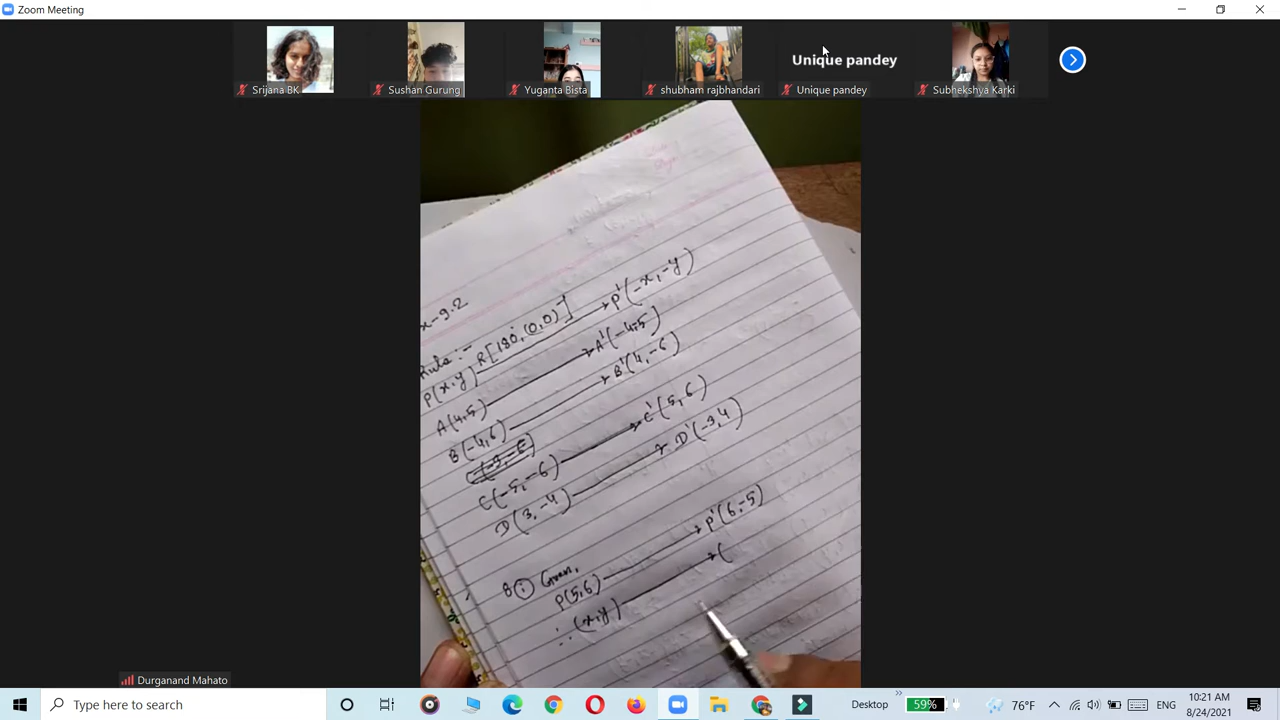 Zoom Meeting
Unique pandey
Srijana BK
Sushan Gurung
Yuganta Bista
shubham rajbhandari
Unique pandey
Subhekshya Karki
x-9.2
Rule :-
R[180°, (0,0)]
P(x,y) → P'(-x,-y)
A(4,5) → A'(-4,-5)
B(-4,6) → B'(4,-6)
C(-5,-6) → C'(5,6)
D(3,-4) → D'(-3,4)
8 ① Given,
P(5,6) → P'(6,-5)
∴ (x,y) → (
Durganand Mahato
Type here to search
Desktop
59%
76°F
ENG
10:21 AM
8/24/2021